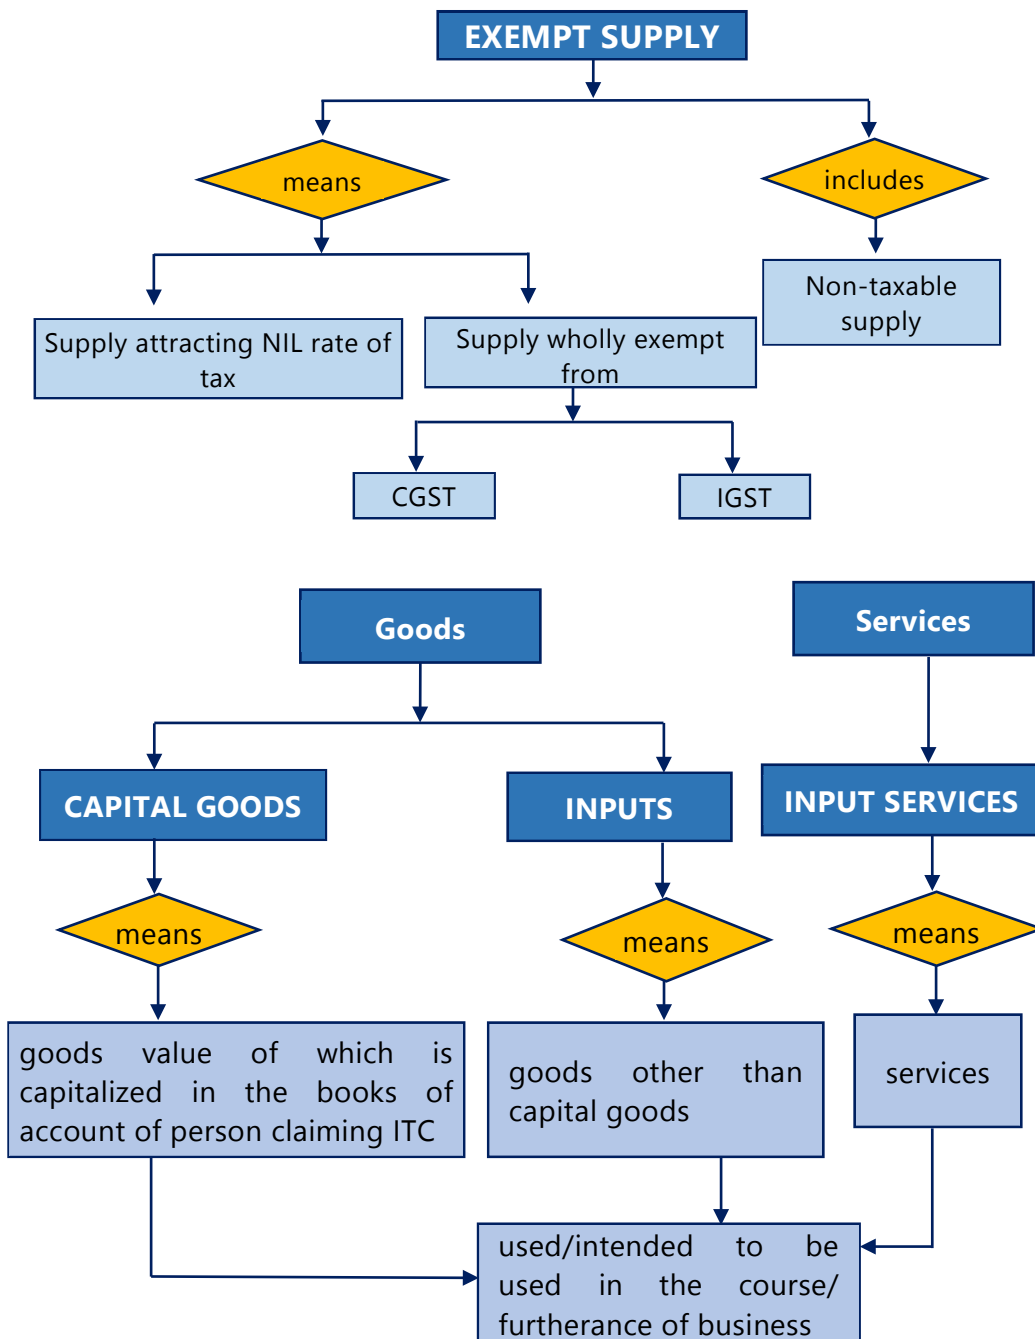 EXEMPT SUPPLY
means
includes
Supply attracting NIL rate of
tax
Supply wholly exempt
from
Non-taxable
supply
CGST
IGST
Goods
Services
CAPITAL GOODS
INPUTS
INPUT SERVICES
means
means
means
goods value of which is
capitalized in the books of
account of person claiming ITC
goods other than
capital goods
services
used/intended to be
used in the course/
furtherance of business